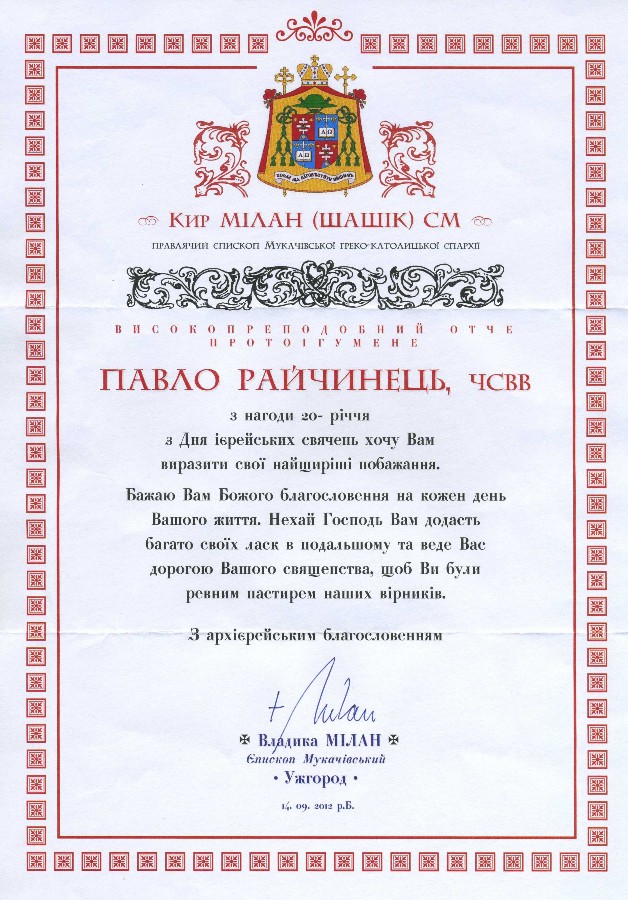 Кир МІЛАН (ШАШІК) СМ
правлячий єпископ Мукачівської греко-католицької єпархії
ВИСОКОПРЕПОДОБНИЙ ОТЧЕ
ПРОТОІГУМЕНЕ
ПАВЛО РАЙЧИНЕЦЬ, ЧСВВ
з нагоди 20- річчя
з Дня ієрейських свячень хочу Вам
виразити свої найщиріші побажання.
Бажаю Вам Божого благословення на кожен день
Вашого життя. Нехай Господь Вам додасть
багато своїх ласк в подальшому та веде Вас
дорогою Вашого священства, щоб Ви були
ревним пастирем наших вірників.
З архієрейським благословенням
+ Milan
Владика МІЛАН
Єпископ Мукачівський
• Ужгород •
14. 09. 2012 р.Б.